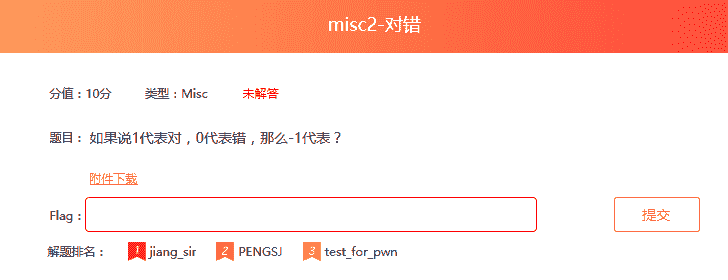 misc2-对错
分值：10分 类型：Misc 未解答
题目： 如果说1代表对，0代表错，那么-1代表？
附件下载
Flag： 提交
解题排名： 1 jiang_sir 2 PENGSJ 3 test_for_pwn